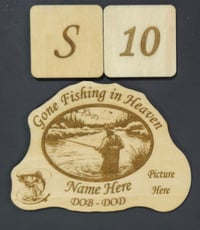 S 10
Gone Fishing in Heaven
Name Here
DOB - DOD
Picture
Here